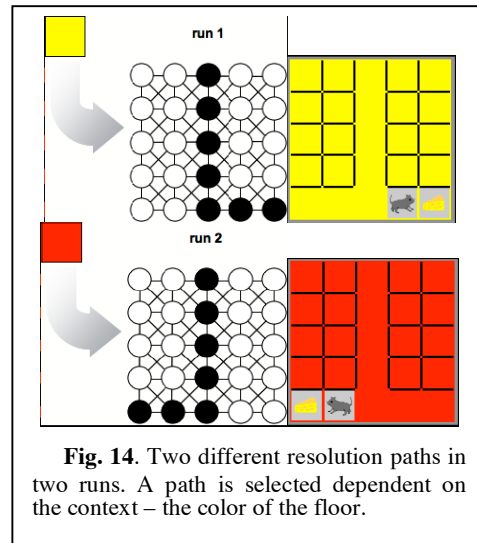 run 1
run 2
Fig. 14. Two different resolution paths in
two runs. A path is selected dependent on
the context – the color of the floor.